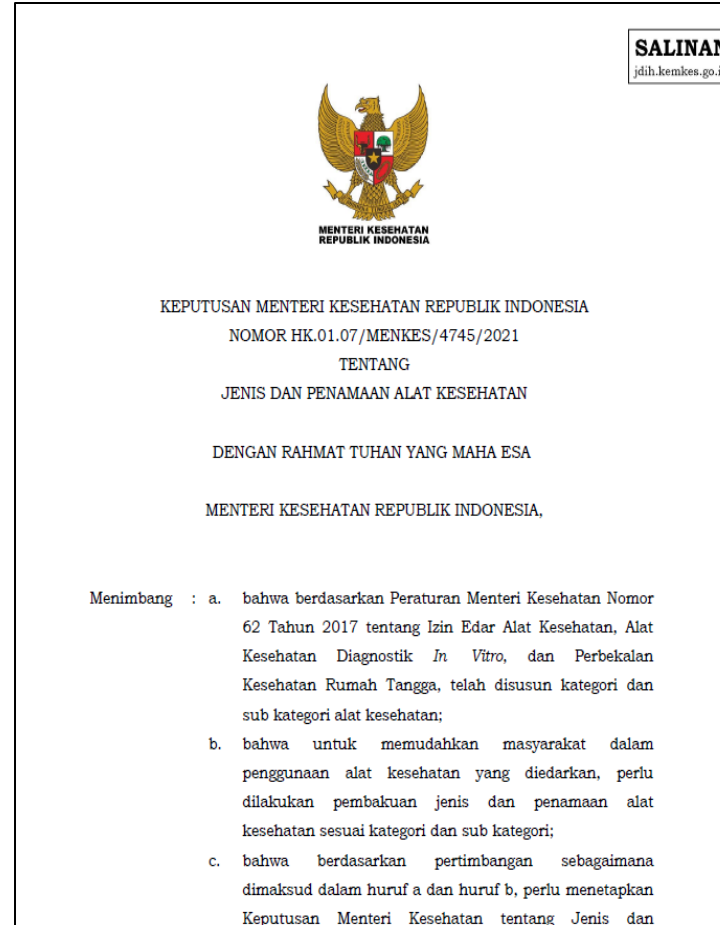 SALINAN
jdih.kemkes.go.i
MENTERI KESEHATAN
REPUBLIK INDONESIA
KEPUTUSAN MENTERI KESEHATAN REPUBLIK INDONESIA
NOMOR HK.01.07/MENKES/4745/2021
TENTANG
JENIS DAN PENAMAAN ALAT KESEHATAN
DENGAN RAHMAT TUHAN YANG MAHA ESA
MENTERI KESEHATAN REPUBLIK INDONESIA,
Menimbang : a. bahwa berdasarkan Peraturan Menteri Kesehatan Nomor
62 Tahun 2017 tentang Izin Edar Alat Kesehatan, Alat
Kesehatan Diagnostik In Vitro, dan Perbekalan
Kesehatan Rumah Tangga, telah disusun kategori dan
sub kategori alat kesehatan;
b. bahwa untuk memudahkan masyarakat dalam
penggunaan alat kesehatan yang diedarkan, perlu
dilakukan pembakuan jenis dan penamaan alat
kesehatan sesuai kategori dan sub kategori;
c. bahwa berdasarkan pertimbangan sebagaimana
dimaksud dalam huruf a dan huruf b, perlu menetapkan
Keputusan Menteri Kesehatan tentang Jenis dan